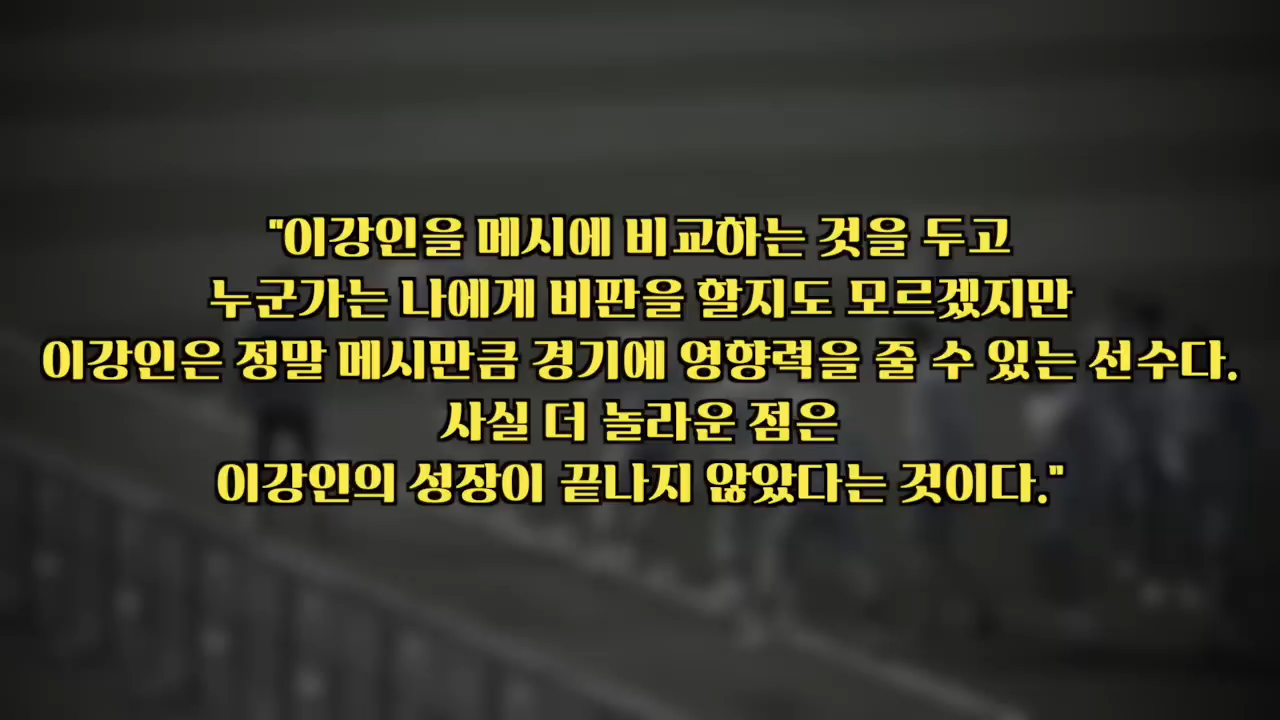 "이강인을 메시에 비교하는 것을 두고
누군가는 나에게 비판을 할지도 모르겠지만
이강인은 정말 메시만큼 경기에 영향력을 줄 수 있는 선수다.
사실 더 놀라운 점은
이강인의 성장이 끝나지 않았다는 것이다."